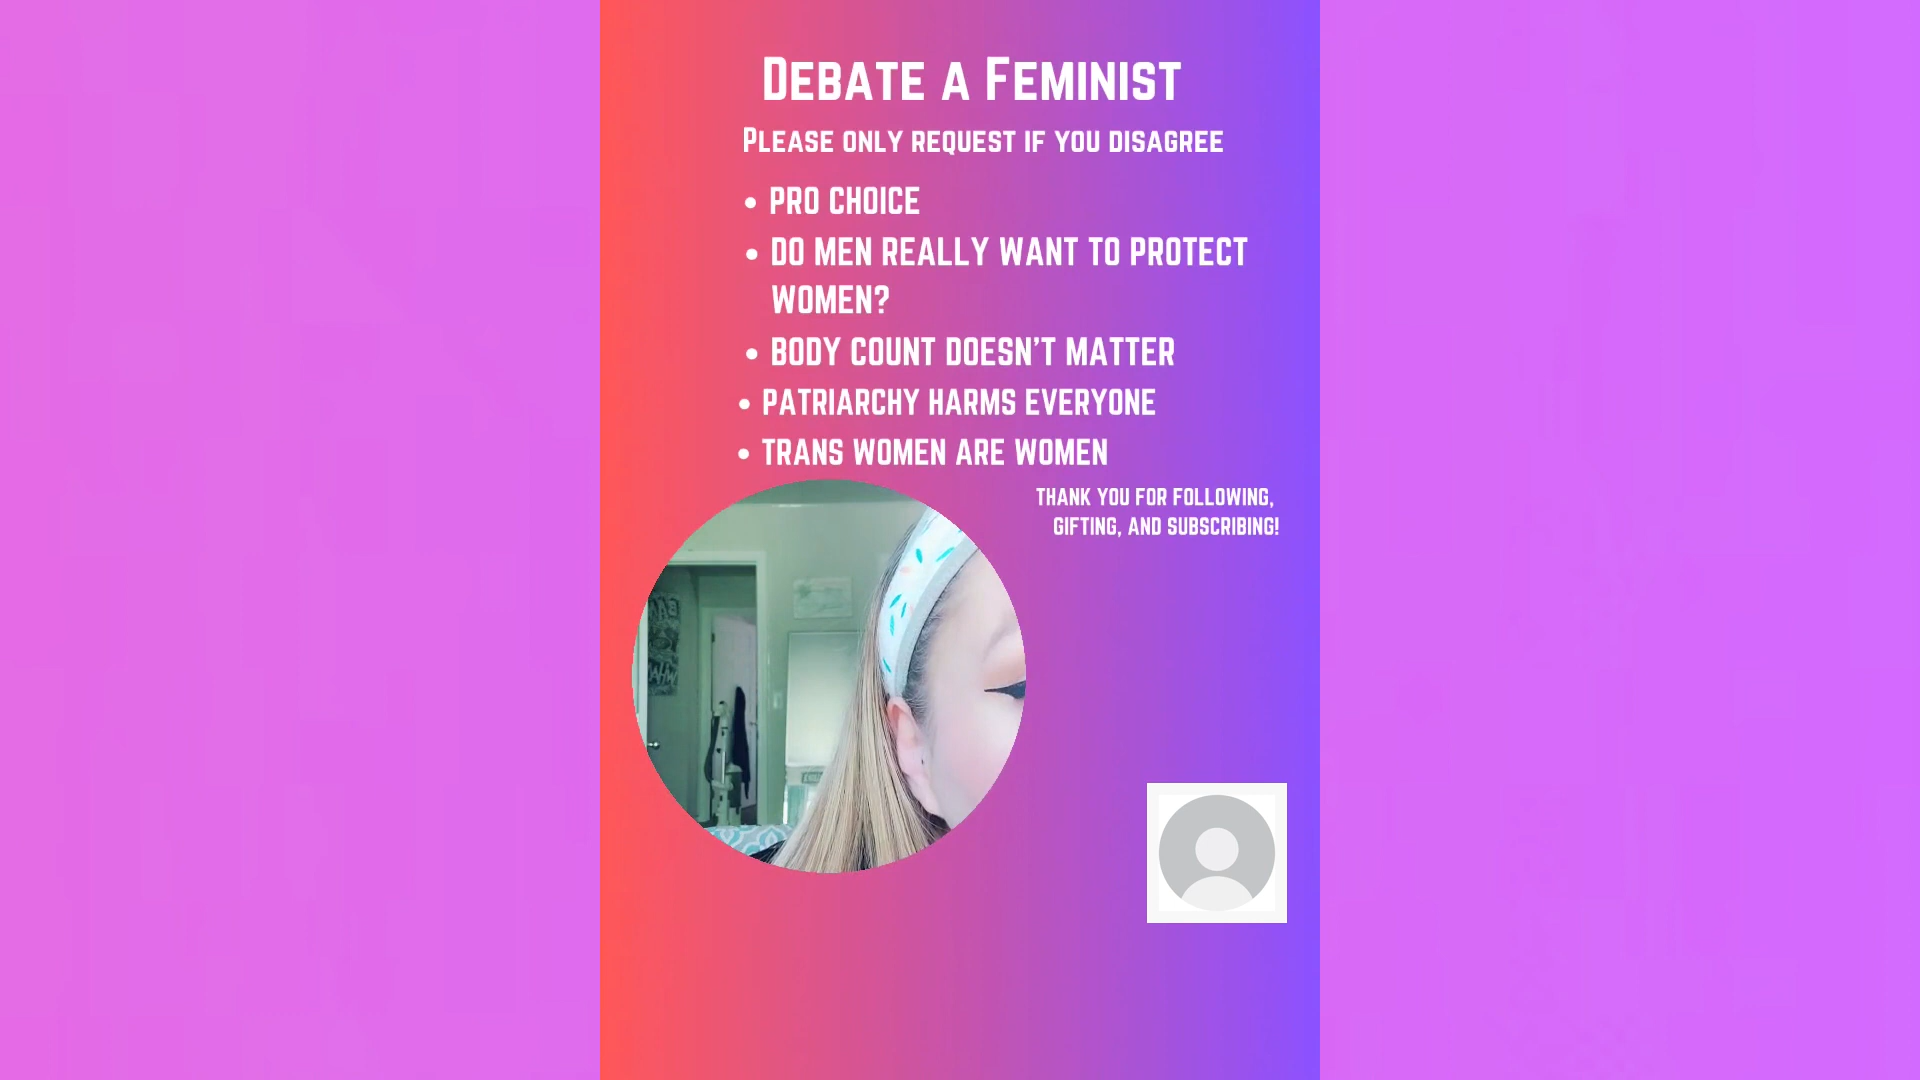 Debate a Feminist
Please only request if you disagree
• PRO CHOICE
• DO MEN REALLY WANT TO PROTECT
WOMEN?
• BODY COUNT DOESN'T MATTER
• PATRIARCHY HARMS EVERYONE
• TRANS WOMEN ARE WOMEN
THANK YOU FOR FOLLOWING,
GIFTING, AND SUBSCRIBING!